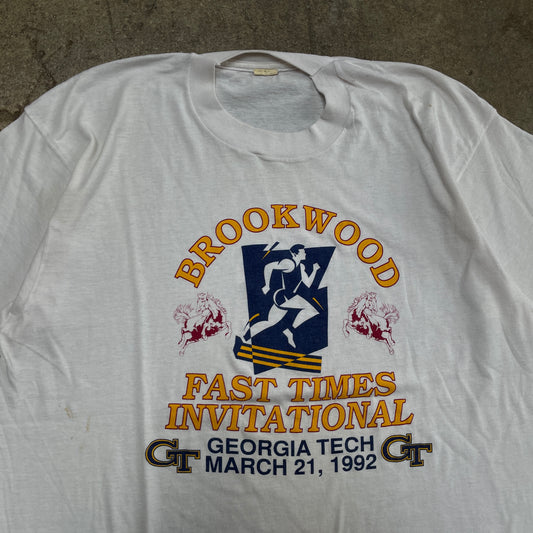 BROOKWOOD
FAST TIMES
INVITATIONAL
GT GEORGIA TECH GT
MARCH 21, 1992